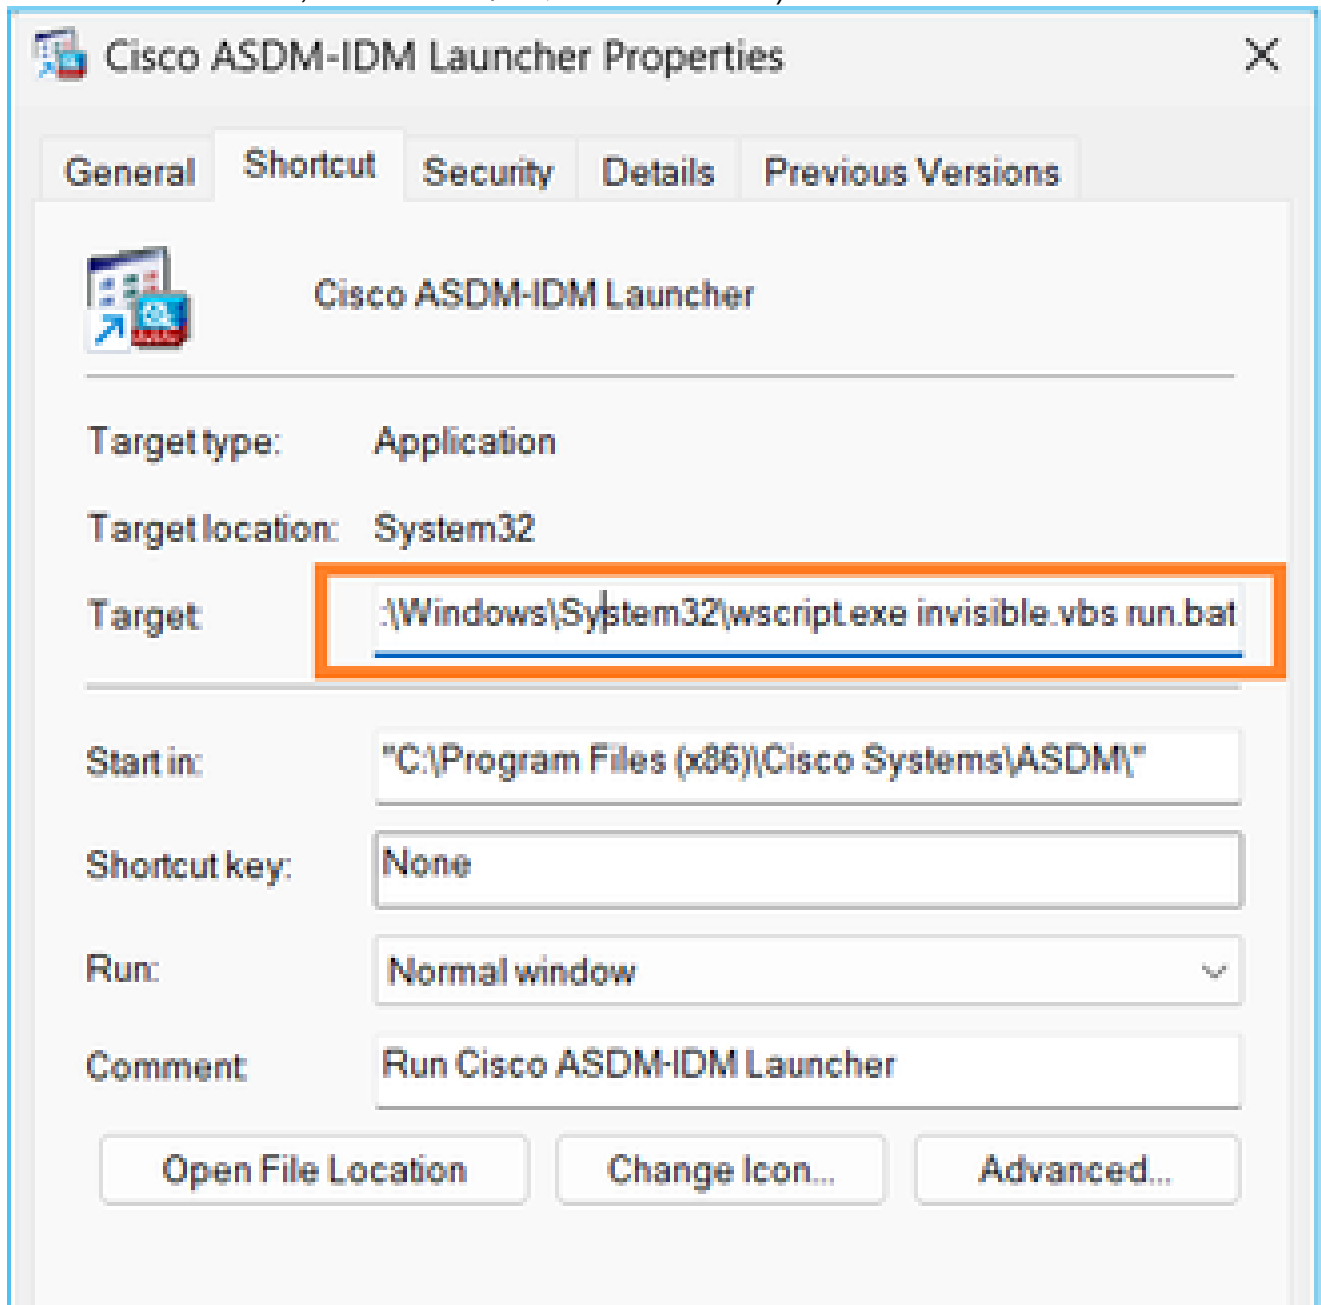 Cisco ASDM-IDM Launcher Properties
General Shortcut Security Details Previous Versions
Cisco ASDM-IDM Launcher
Target type: Application
Target location: System32
Target: :\Windows\System32\wscript.exe invisible.vbs run.bat
Start in: "C:\Program Files (x86)\Cisco Systems\ASDM\"
Shortcut key: None
Run: Normal window
Comment: Run Cisco ASDM-IDM Launcher
Open File Location Change Icon... Advanced...